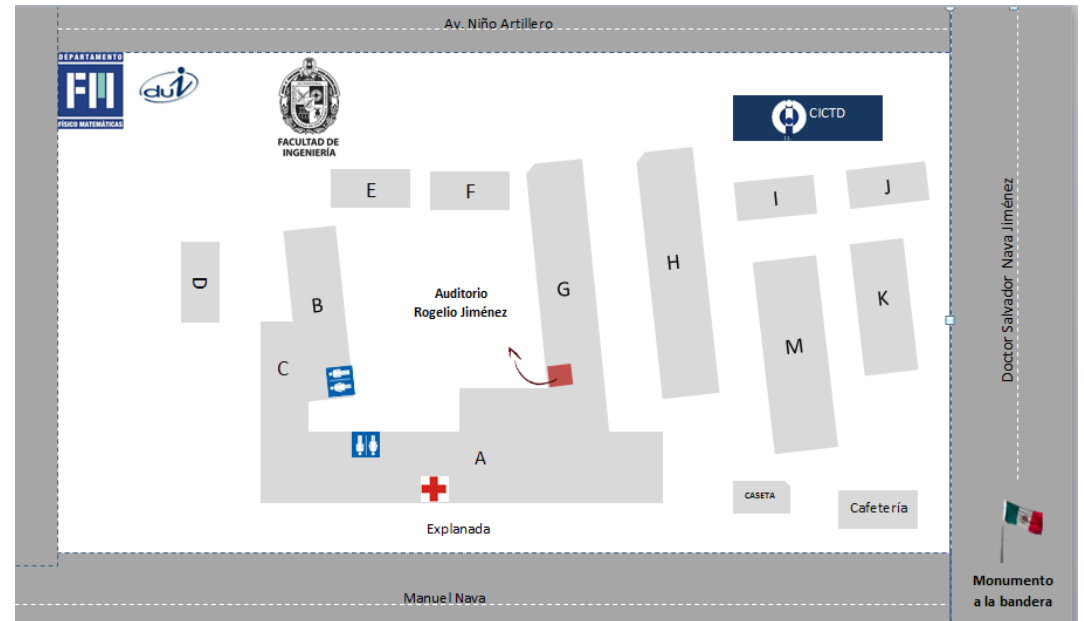 Av. Niño Artillero
DEPARTAMENTO
FM
FÍSICO MATEMÁTICAS
dui
FACULTAD DE
INGENIERÍA
CICTD
E
F
I
J
D
B
G
H
K
Auditorio
Rogelio Jiménez
C
M
A
CASETA
Cafetería
Explanada
Doctor Salvador Nava Jiménez
Monumento
a la bandera
Manuel Nava